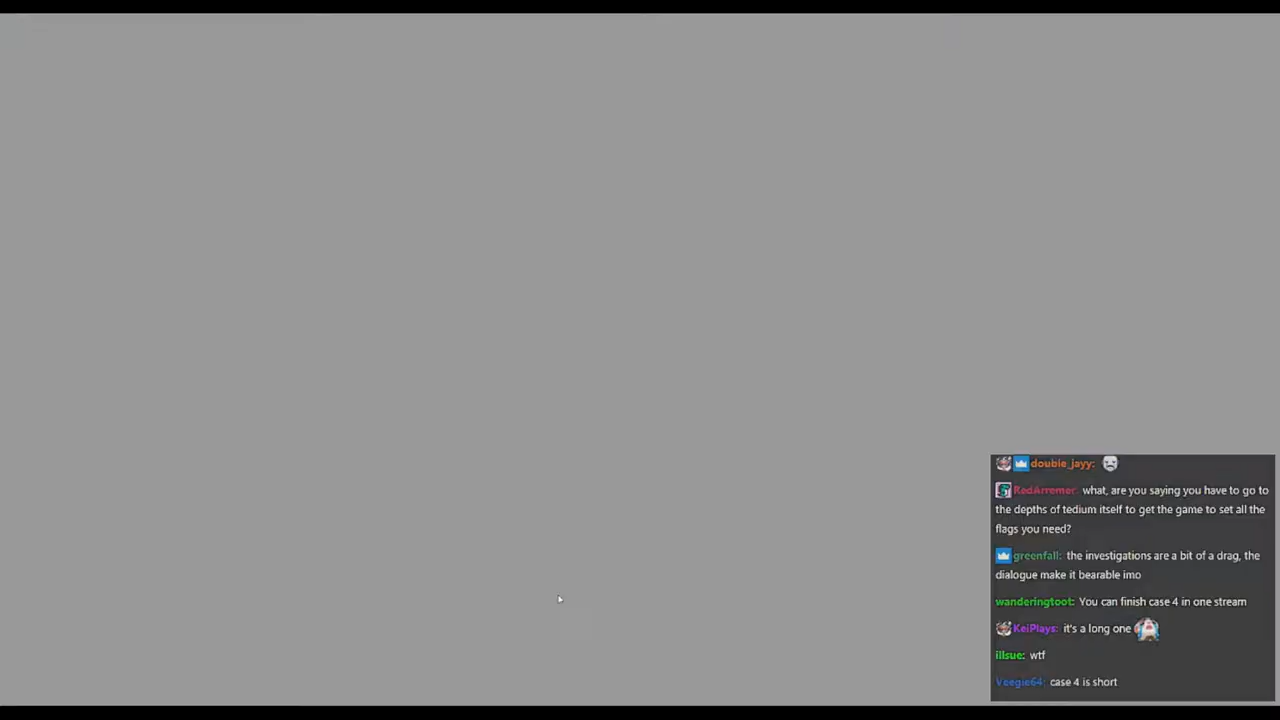 double_jayy:
RedArremer: what, are you saying you have to go to
the depths of tedium itself to get the game to set all the
flags you need?
greenfall: the investigations are a bit of a drag, the
dialogue make it bearable imo
wanderingtoot: You can finish case 4 in one stream
KeiPlays: it's a long one
illsue: wtf
Veegie64: case 4 is short